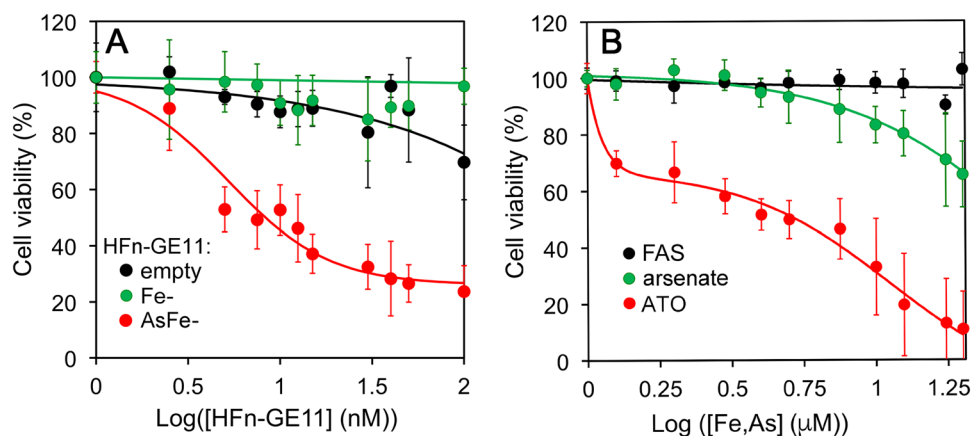 A
120
100
80
60
40
20
0
Cell viability (%)
HFn-GE11:
empty
Fe-
AsFe-
0
0.5
1
1.5
2
Log([HFn-GE11] (nM))
B
120
100
80
60
40
20
0
Cell viability (%)
FAS
arsenate
ATO
0
0.25
0.5
0.75
1
1.25
Log ([Fe,As] (μM))